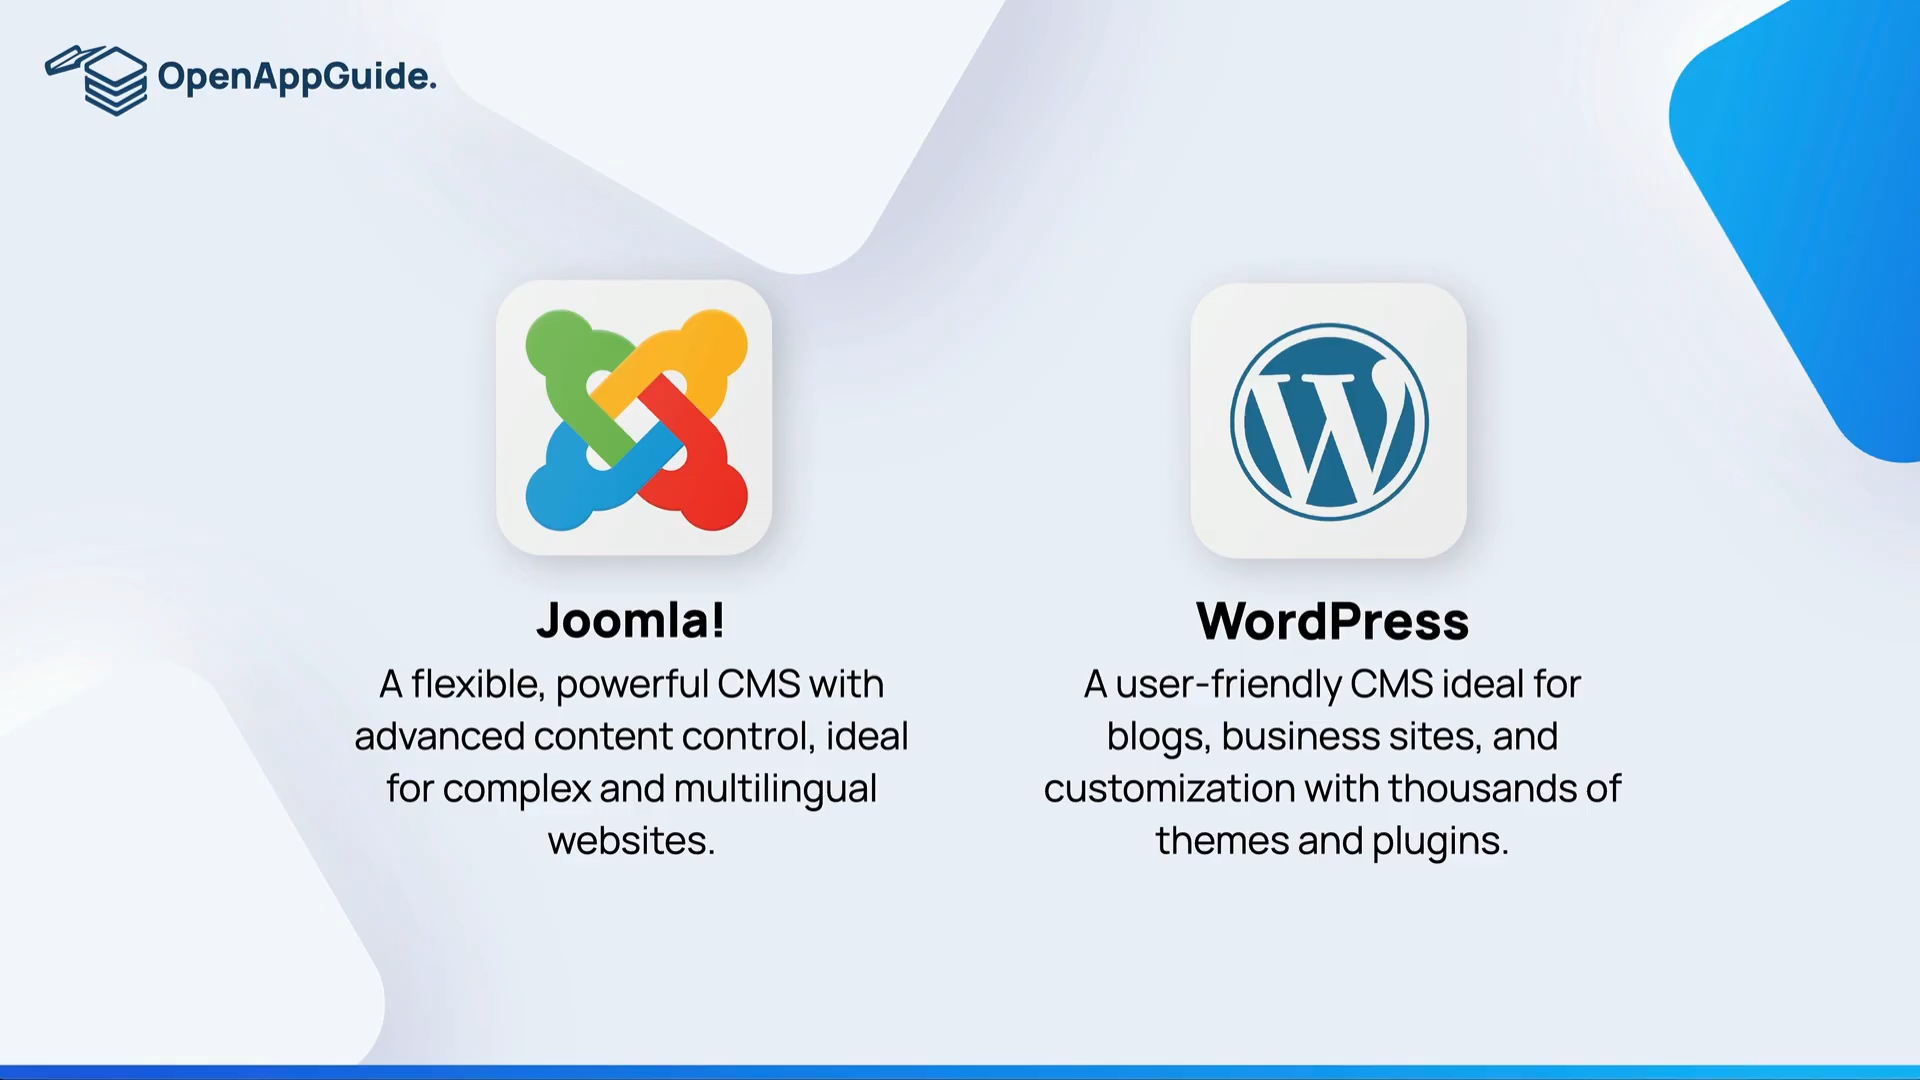 OpenAppGuide.
Joomla!
A flexible, powerful CMS with
advanced content control, ideal
for complex and multilingual
websites.
W
WordPress
A user-friendly CMS ideal for
blogs, business sites, and
customization with thousands of
themes and plugins.